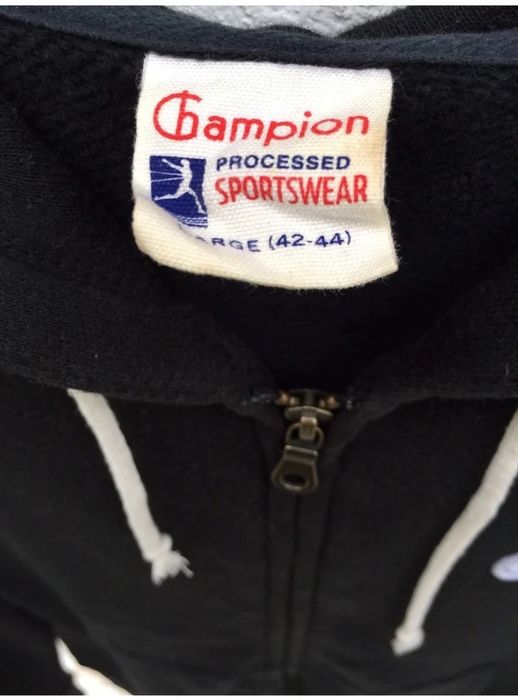 Champion
PROCESSED
SPORTSWEAR
LARGE (42-44)